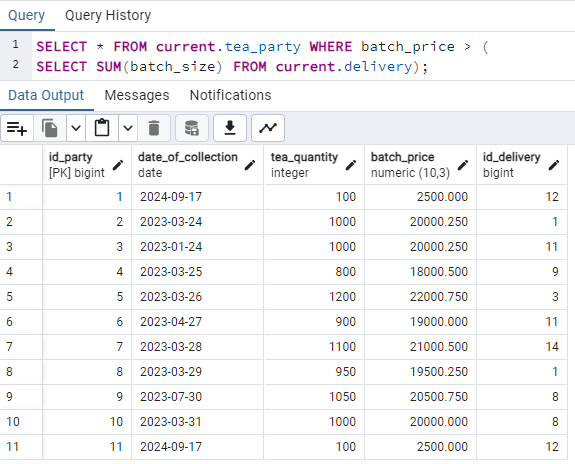 Query Query History
1 SELECT * FROM current.tea_party WHERE batch_price > (
2 SELECT SUM(batch_size) FROM current.delivery);
Data Output Messages Notifications
id_party date_of_collection tea_quantity batch_price id_delivery
[PK] bigint date integer numeric (10,3) bigint
1 1 2024-09-17 100 2500.000 12
2 2 2023-03-24 1000 20000.250 1
3 3 2023-01-24 1000 20000.250 11
4 4 2023-03-25 800 18000.500 9
5 5 2023-03-26 1200 22000.750 3
6 6 2023-04-27 900 19000.000 11
7 7 2023-03-28 1100 21000.500 14
8 8 2023-03-29 950 19500.250 1
9 9 2023-07-30 1050 20500.750 8
10 10 2023-03-31 1000 20000.000 8
11 11 2024-09-17 100 2500.000 12